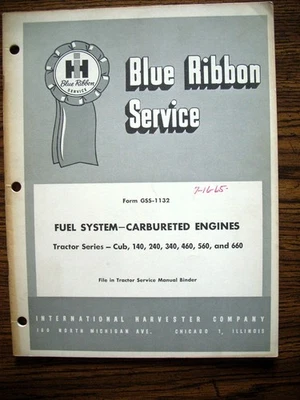 IH
Blue Ribbon
SERVICE
Blue Ribbon
Service
Form GSS-1132
7-16-65-
FUEL SYSTEM—CARBURETED ENGINES
Tractor Series — Cub, 140, 240, 340, 460, 560, and 660
File in Tractor Service Manual Binder
INTERNATIONAL HARVESTER COMPANY
180 NORTH MICHIGAN AVE. CHICAGO 1, ILLINOIS